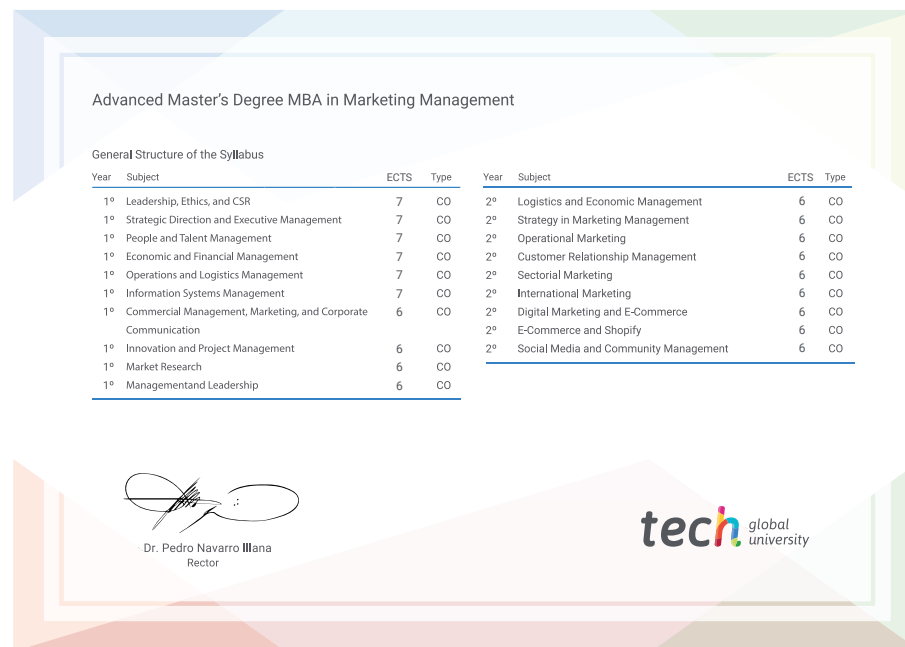 Advanced Master's Degree MBA in Marketing Management
General Structure of the Syllabus
Year Subject ECTS Type
1º Leadership, Ethics, and CSR 7 CO
1º Strategic Direction and Executive Management 7 CO
1º People and Talent Management 7 CO
1º Economic and Financial Management 7 CO
1º Operations and Logistics Management 7 CO
1º Information Systems Management 7 CO
1º Commercial Management, Marketing, and Corporate 6 CO
Communication
1º Innovation and Project Management 6 CO
1º Market Research 6 CO
1º Managementand Leadership 6 CO
Year Subject ECTS Type
2º Logistics and Economic Management 6 CO
2º Strategy in Marketing Management 6 CO
2º Operational Marketing 6 CO
2º Customer Relationship Management 6 CO
2º Sectorial Marketing 6 CO
2º International Marketing 6 CO
2º Digital Marketing and E-Commerce 6 CO
2º E-Commerce and Shopify 6 CO
2º Social Media and Community Management 6 CO
Dr. Pedro Navarro Illana
Rector
tech global
university